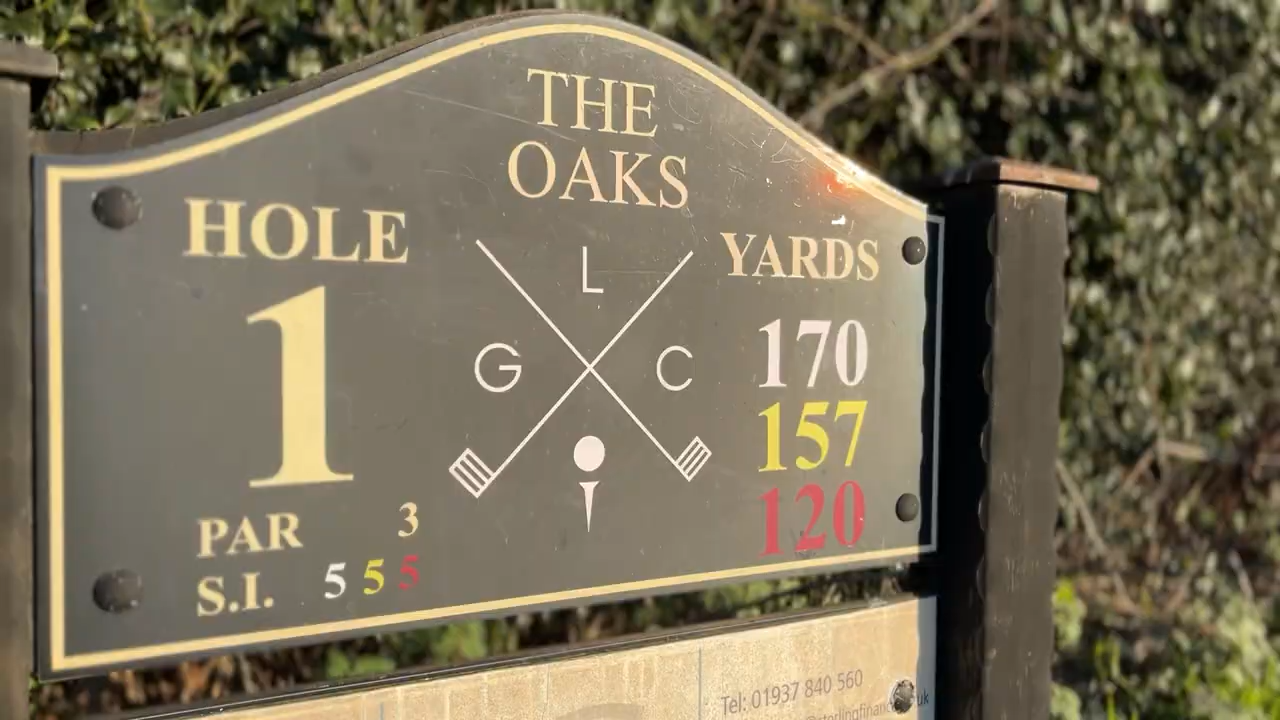 THE
OAKS
HOLE
1
PAR 3
S.I. 5 5 5
L
G C
YARDS
170
157
120
Tel: 01937 840 560